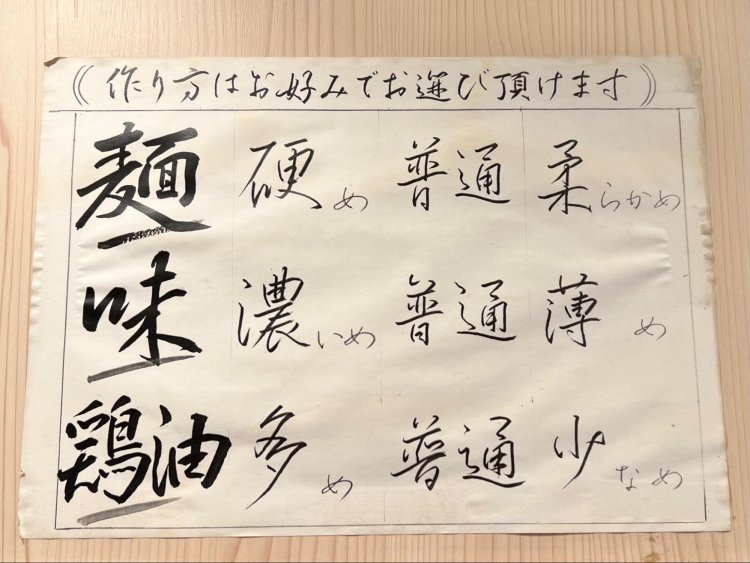 《作り方はお好みでお選び頂けます》
麺 硬め 普通 柔らかめ
味 濃いめ 普通 薄め
鶏油 多め 普通 少なめ